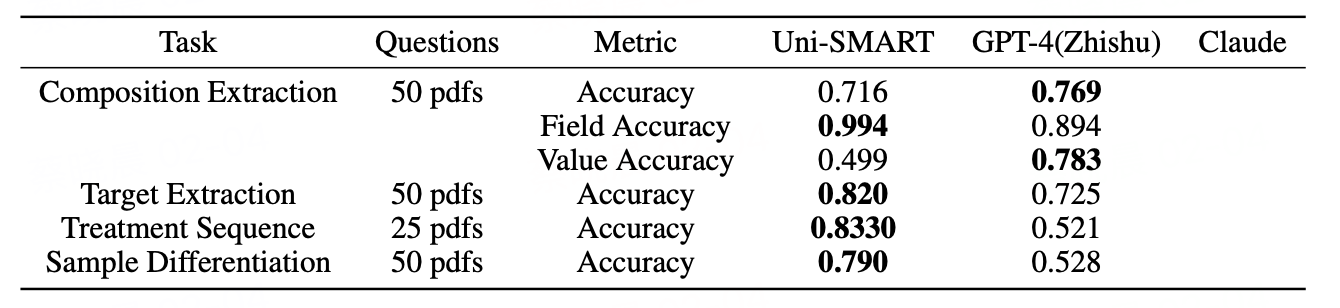 Task Questions Metric Uni-SMART GPT-4(Zhishu) Claude
Composition Extraction 50 pdfs Accuracy 0.716 0.769
Field Accuracy 0.994 0.894
Value Accuracy 0.499 0.783
Target Extraction 50 pdfs Accuracy 0.820 0.725
Treatment Sequence 25 pdfs Accuracy 0.8330 0.521
Sample Differentiation 50 pdfs Accuracy 0.790 0.528